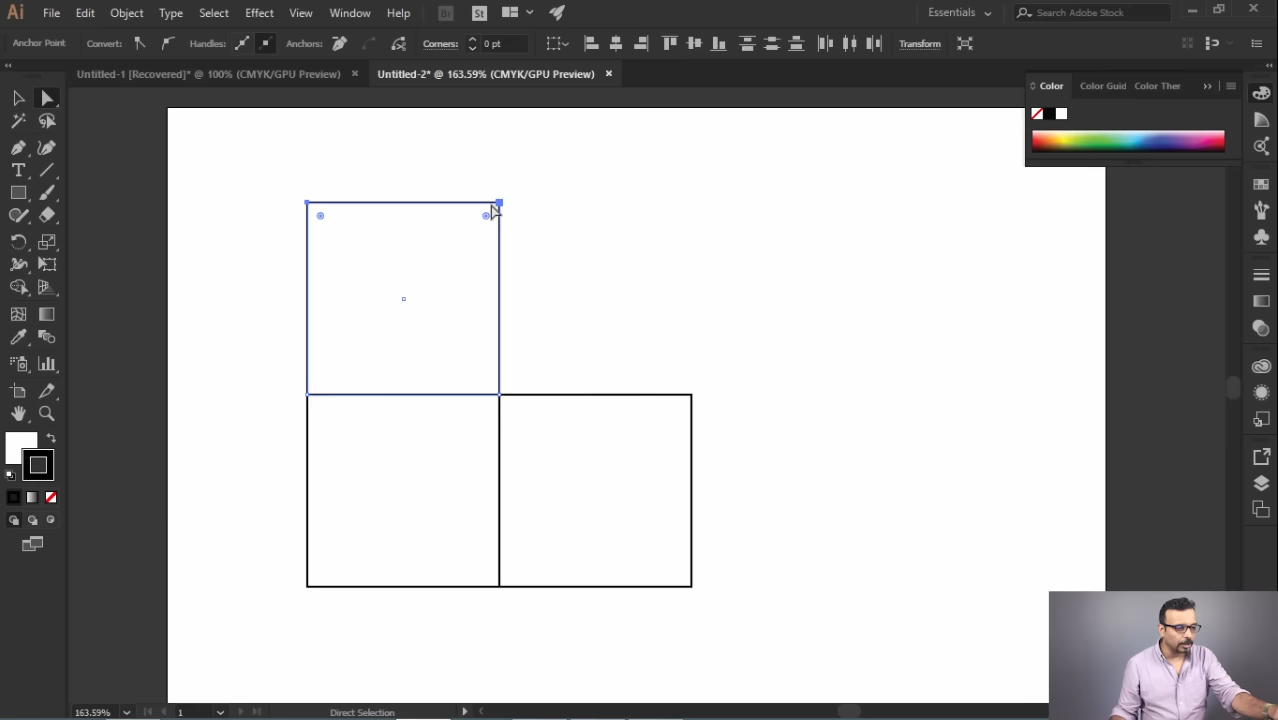 Ai File Edit Object Type Select Effect View Window Help Br St Essentials Search Adobe Stock
Anchor Point Convert: Handles: Anchors: Corners: 0 pt Transform
Untitled-1 [Recovered]* @ 100% (CMYK/GPU Preview) × Untitled-2* @ 163.59% (CMYK/GPU Preview) ×
Color Color Guid Color Ther
163.59% 1 Direct Selection